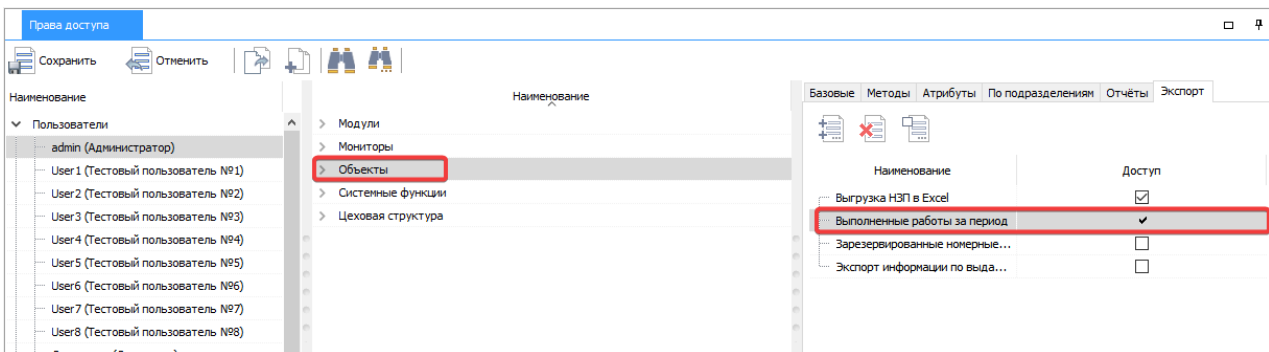 Права доступа
Сохранить
Отменить
Наименование
Пользователи
admin (Администратор)
User1 (Тестовый пользователь №1)
User2 (Тестовый пользователь №2)
User3 (Тестовый пользователь №3)
User4 (Тестовый пользователь №4)
User5 (Тестовый пользователь №5)
User6 (Тестовый пользователь №6)
User7 (Тестовый пользователь №7)
User8 (Тестовый пользователь №8)
Наименование
Модули
Мониторы
Объекты
Системные функции
Цеховая структура
Базовые Методы Атрибуты По подразделениям Отчёты Экспорт
Наименование Доступ
Выгрузка НЗП в Excel
Выполненные работы за период
Зарезервированные номерные...
Экспорт информации по выда...